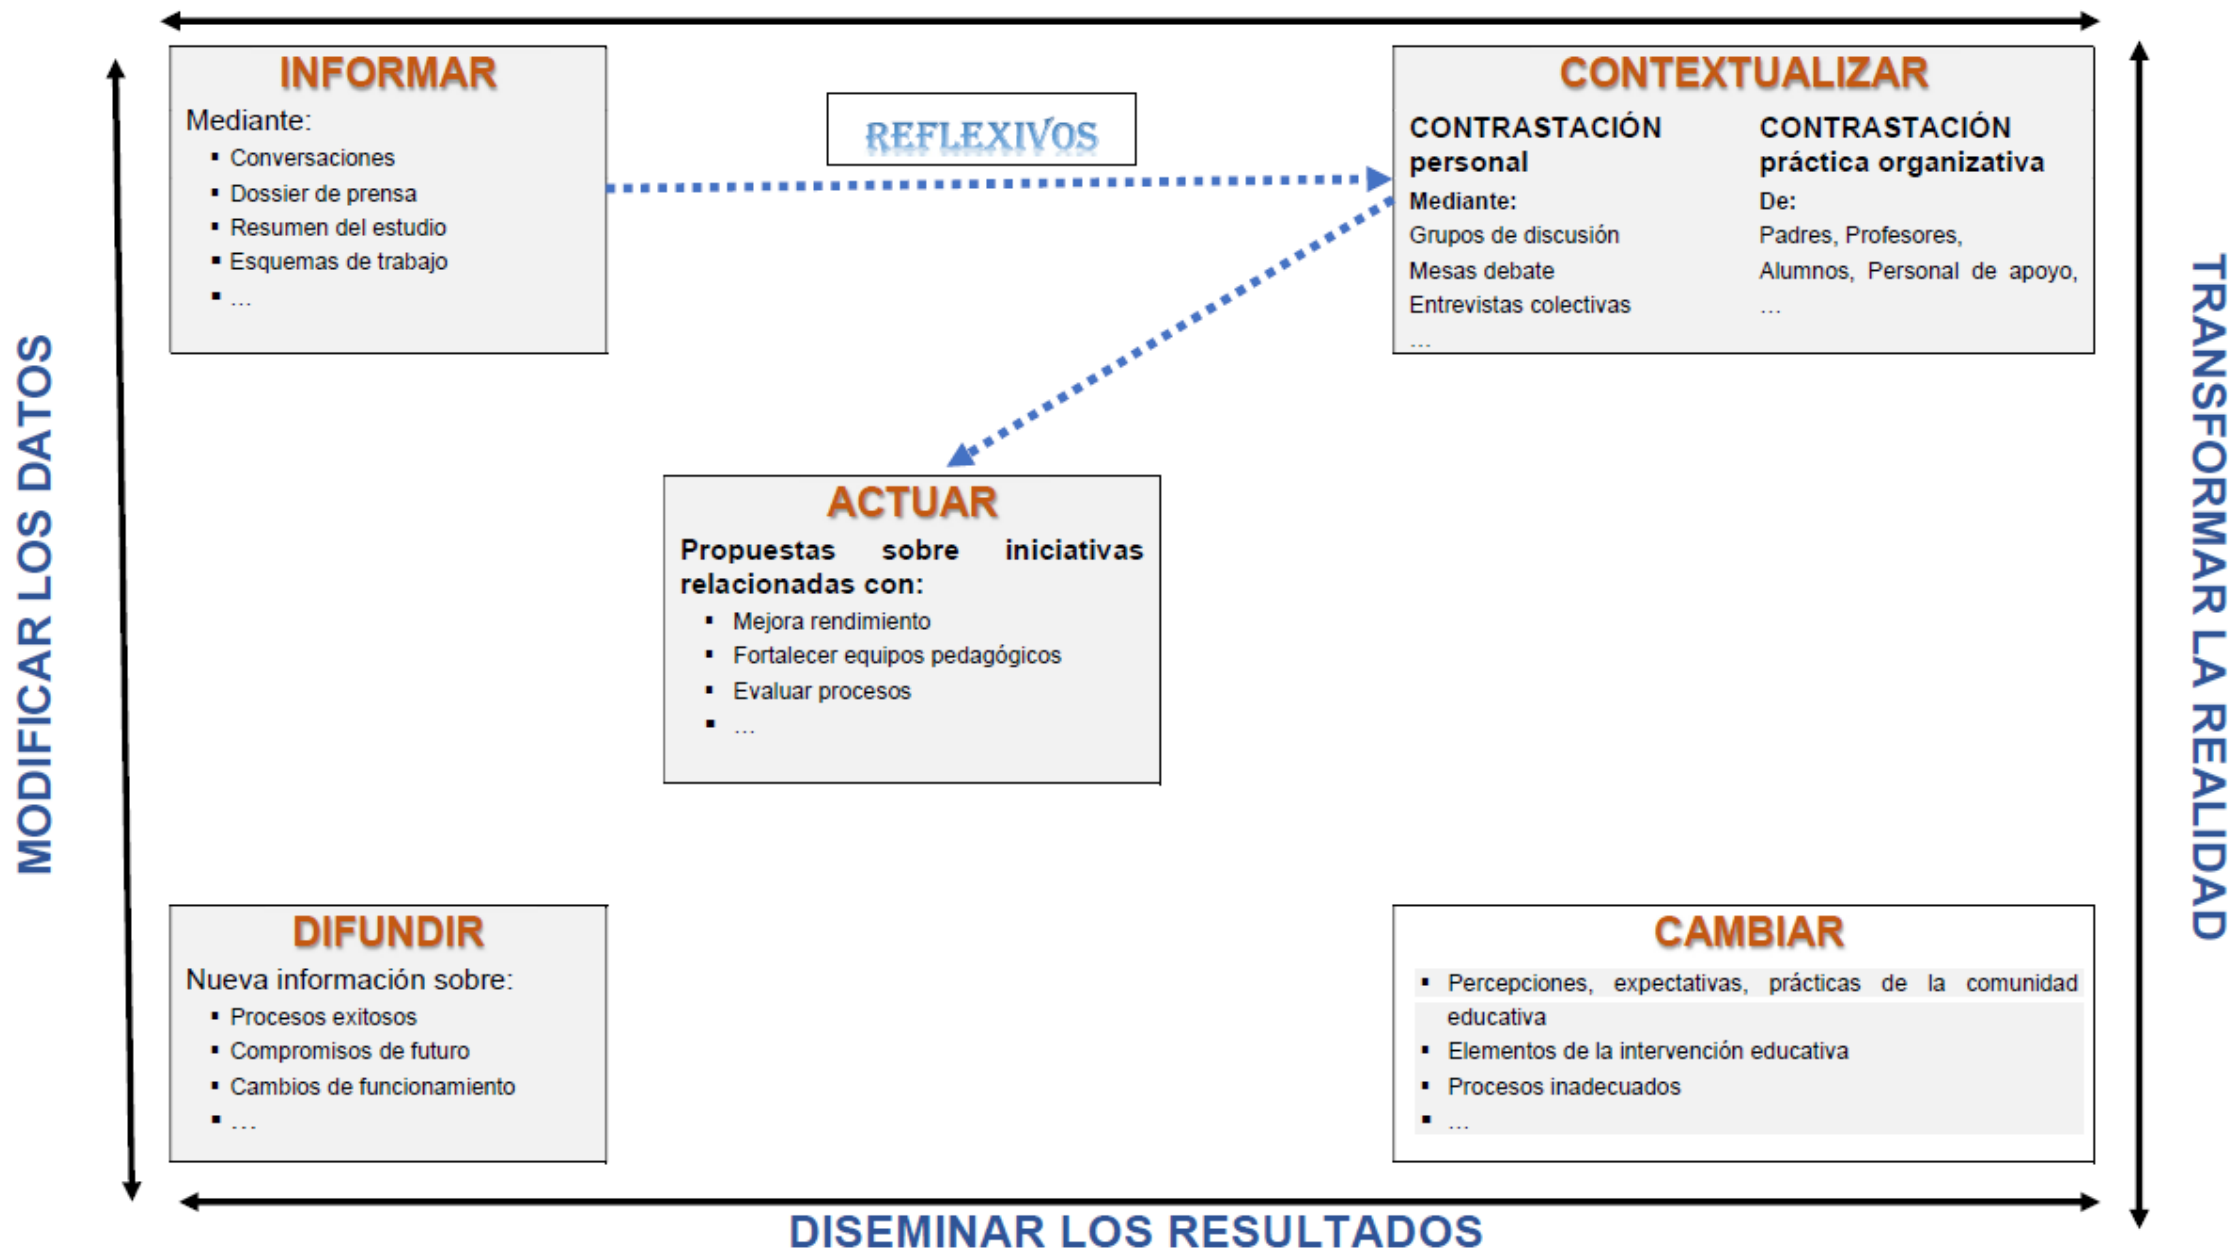 INFORMAR
Mediante:
▪ Conversaciones
▪ Dossier de prensa
▪ Resumen del estudio
▪ Esquemas de trabajo
▪ …
REFLEXIVOS
CONTEXTUALIZAR
CONTRASTACIÓN
personal
Mediante:
Grupos de discusión
Mesas debate
Entrevistas colectivas
…
CONTRASTACIÓN
práctica organizativa
De:
Padres, Profesores,
Alumnos, Personal de apoyo,
…
MODIFICAR LOS DATOS
TRANSFORMAR LA REALIDAD
ACTUAR
Propuestas sobre iniciativas
relacionadas con:
▪ Mejora rendimiento
▪ Fortalecer equipos pedagógicos
▪ Evaluar procesos
▪ …
DIFUNDIR
Nueva información sobre:
▪ Procesos exitosos
▪ Compromisos de futuro
▪ Cambios de funcionamiento
▪ …
CAMBIAR
▪ Percepciones, expectativas, prácticas de la comunidad
educativa
▪ Elementos de la intervención educativa
▪ Procesos inadecuados
▪ …
DISEMINAR LOS RESULTADOS